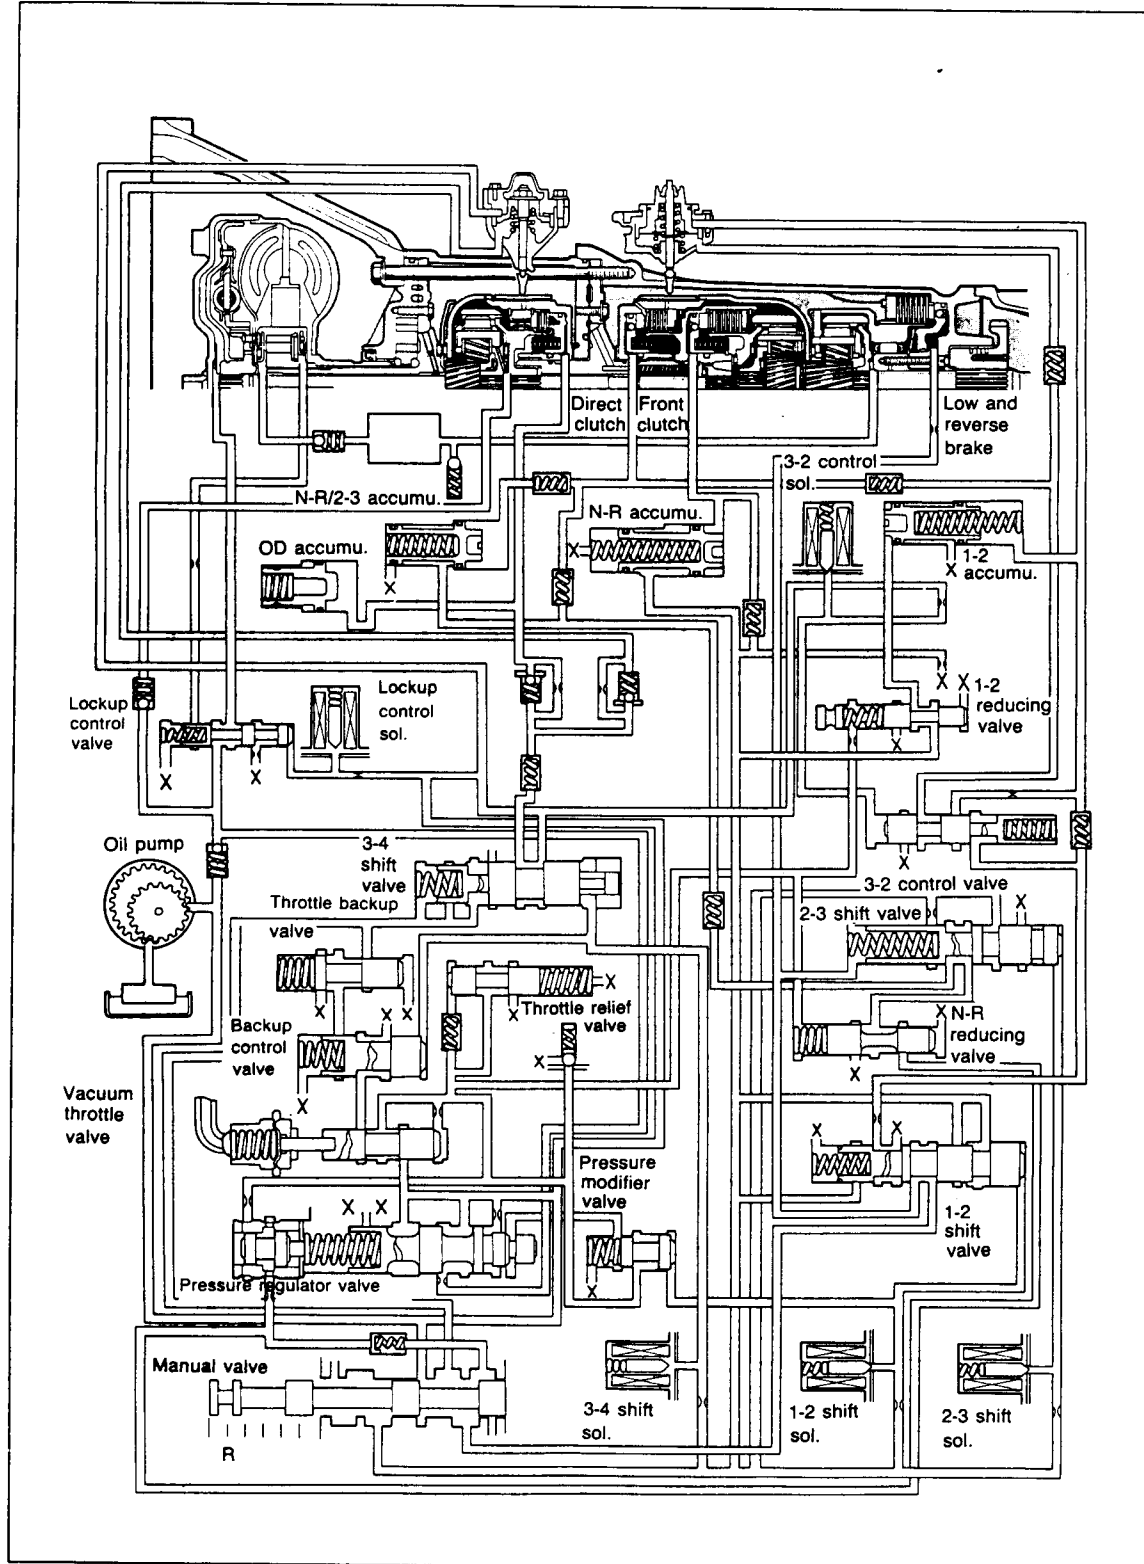 Direct
clutch
Front
clutch
Low and
reverse
brake
3-2 control
sol.
N-R/2-3 accumu.
N-R accumu.
OD accumu.
X
X
1-2
accumu.
X
X
X
1-2
reducing
valve
X
Lockup
control
valve
Lockup
control
sol.
X
X
Oil pump
3-4
shift
valve
X
3-2 control valve
Throttle backup
valve
2-3 shift valve
X
X
X
X
X
X
Throttle relief
valve
X
N-R
reducing
valve
X
Backup
control
valve
X
X
X
Vacuum
throttle
valve
X
X
Pressure
modifier
valve
X
X
1-2
shift
valve
Pressure regulator valve
X
Manual valve
R
3-4 shift
sol.
1-2 shift
sol.
2-3 shift
sol.